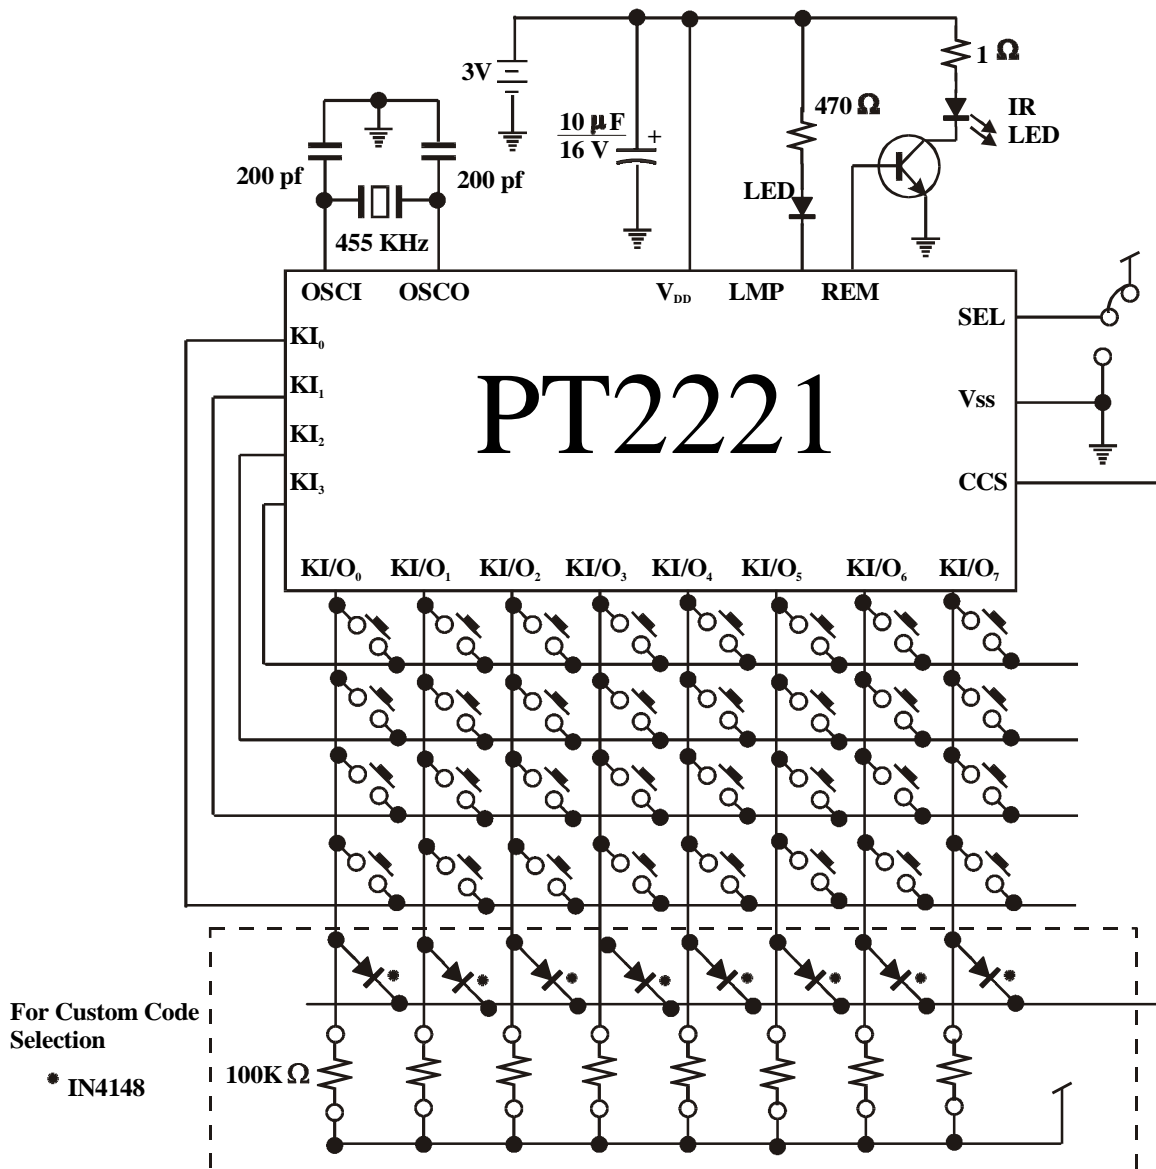 1 Ω
3V
IR
LED
470 Ω
10 μF
16 V
+
200 pf
200 pf
LED
455 KHz
OSCI
OSCO
VDD
LMP
REM
SEL
KI0
KI1
KI2
KI3
PT2221
Vss
CCS
KI/O0
KI/O1
KI/O2
KI/O3
KI/O4
KI/O5
KI/O6
KI/O7
For Custom Code
Selection
* IN4148
100K Ω